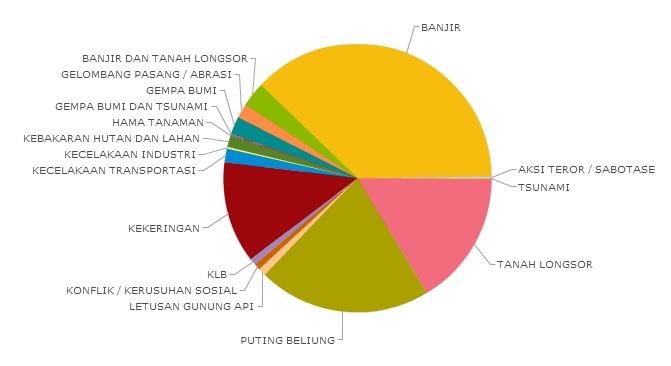 BANJIR
BANJIR DAN TANAH LONGSOR
GELOMBANG PASANG / ABRASI
GEMPA BUMI
GEMPA BUMI DAN TSUNAMI
HAMA TANAMAN
KEBAKARAN HUTAN DAN LAHAN
KECELAKAAN INDUSTRI
KECELAKAAN TRANSPORTASI
AKSI TEROR / SABOTASE
TSUNAMI
KEKERINGAN
TANAH LONGSOR
KLB
KONFLIK / KERUSUHAN SOSIAL
LETUSAN GUNUNG API
PUTING BELIUNG